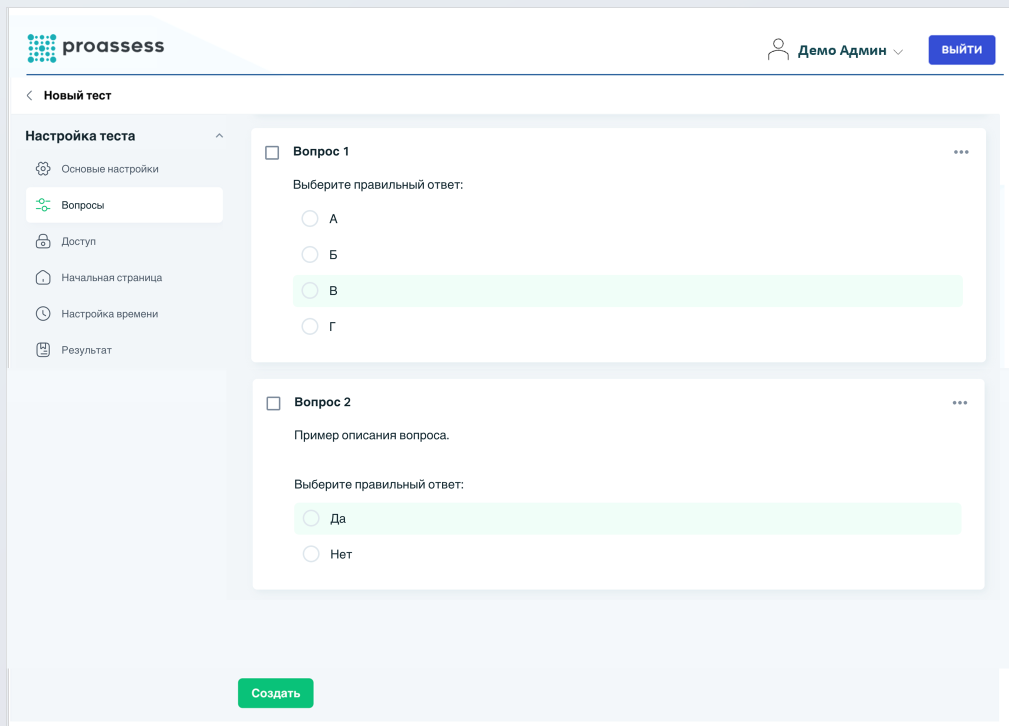 proassess
Демо Админ
ВЫЙТИ
Новый тест
Настройка теста
Основные настройки
Вопросы
Доступ
Начальная страница
Настройка времени
Результат
Вопрос 1
Выберите правильный ответ:
А
Б
В
Г
Вопрос 2
Пример описания вопроса.
Выберите правильный ответ:
Да
Нет
Создать